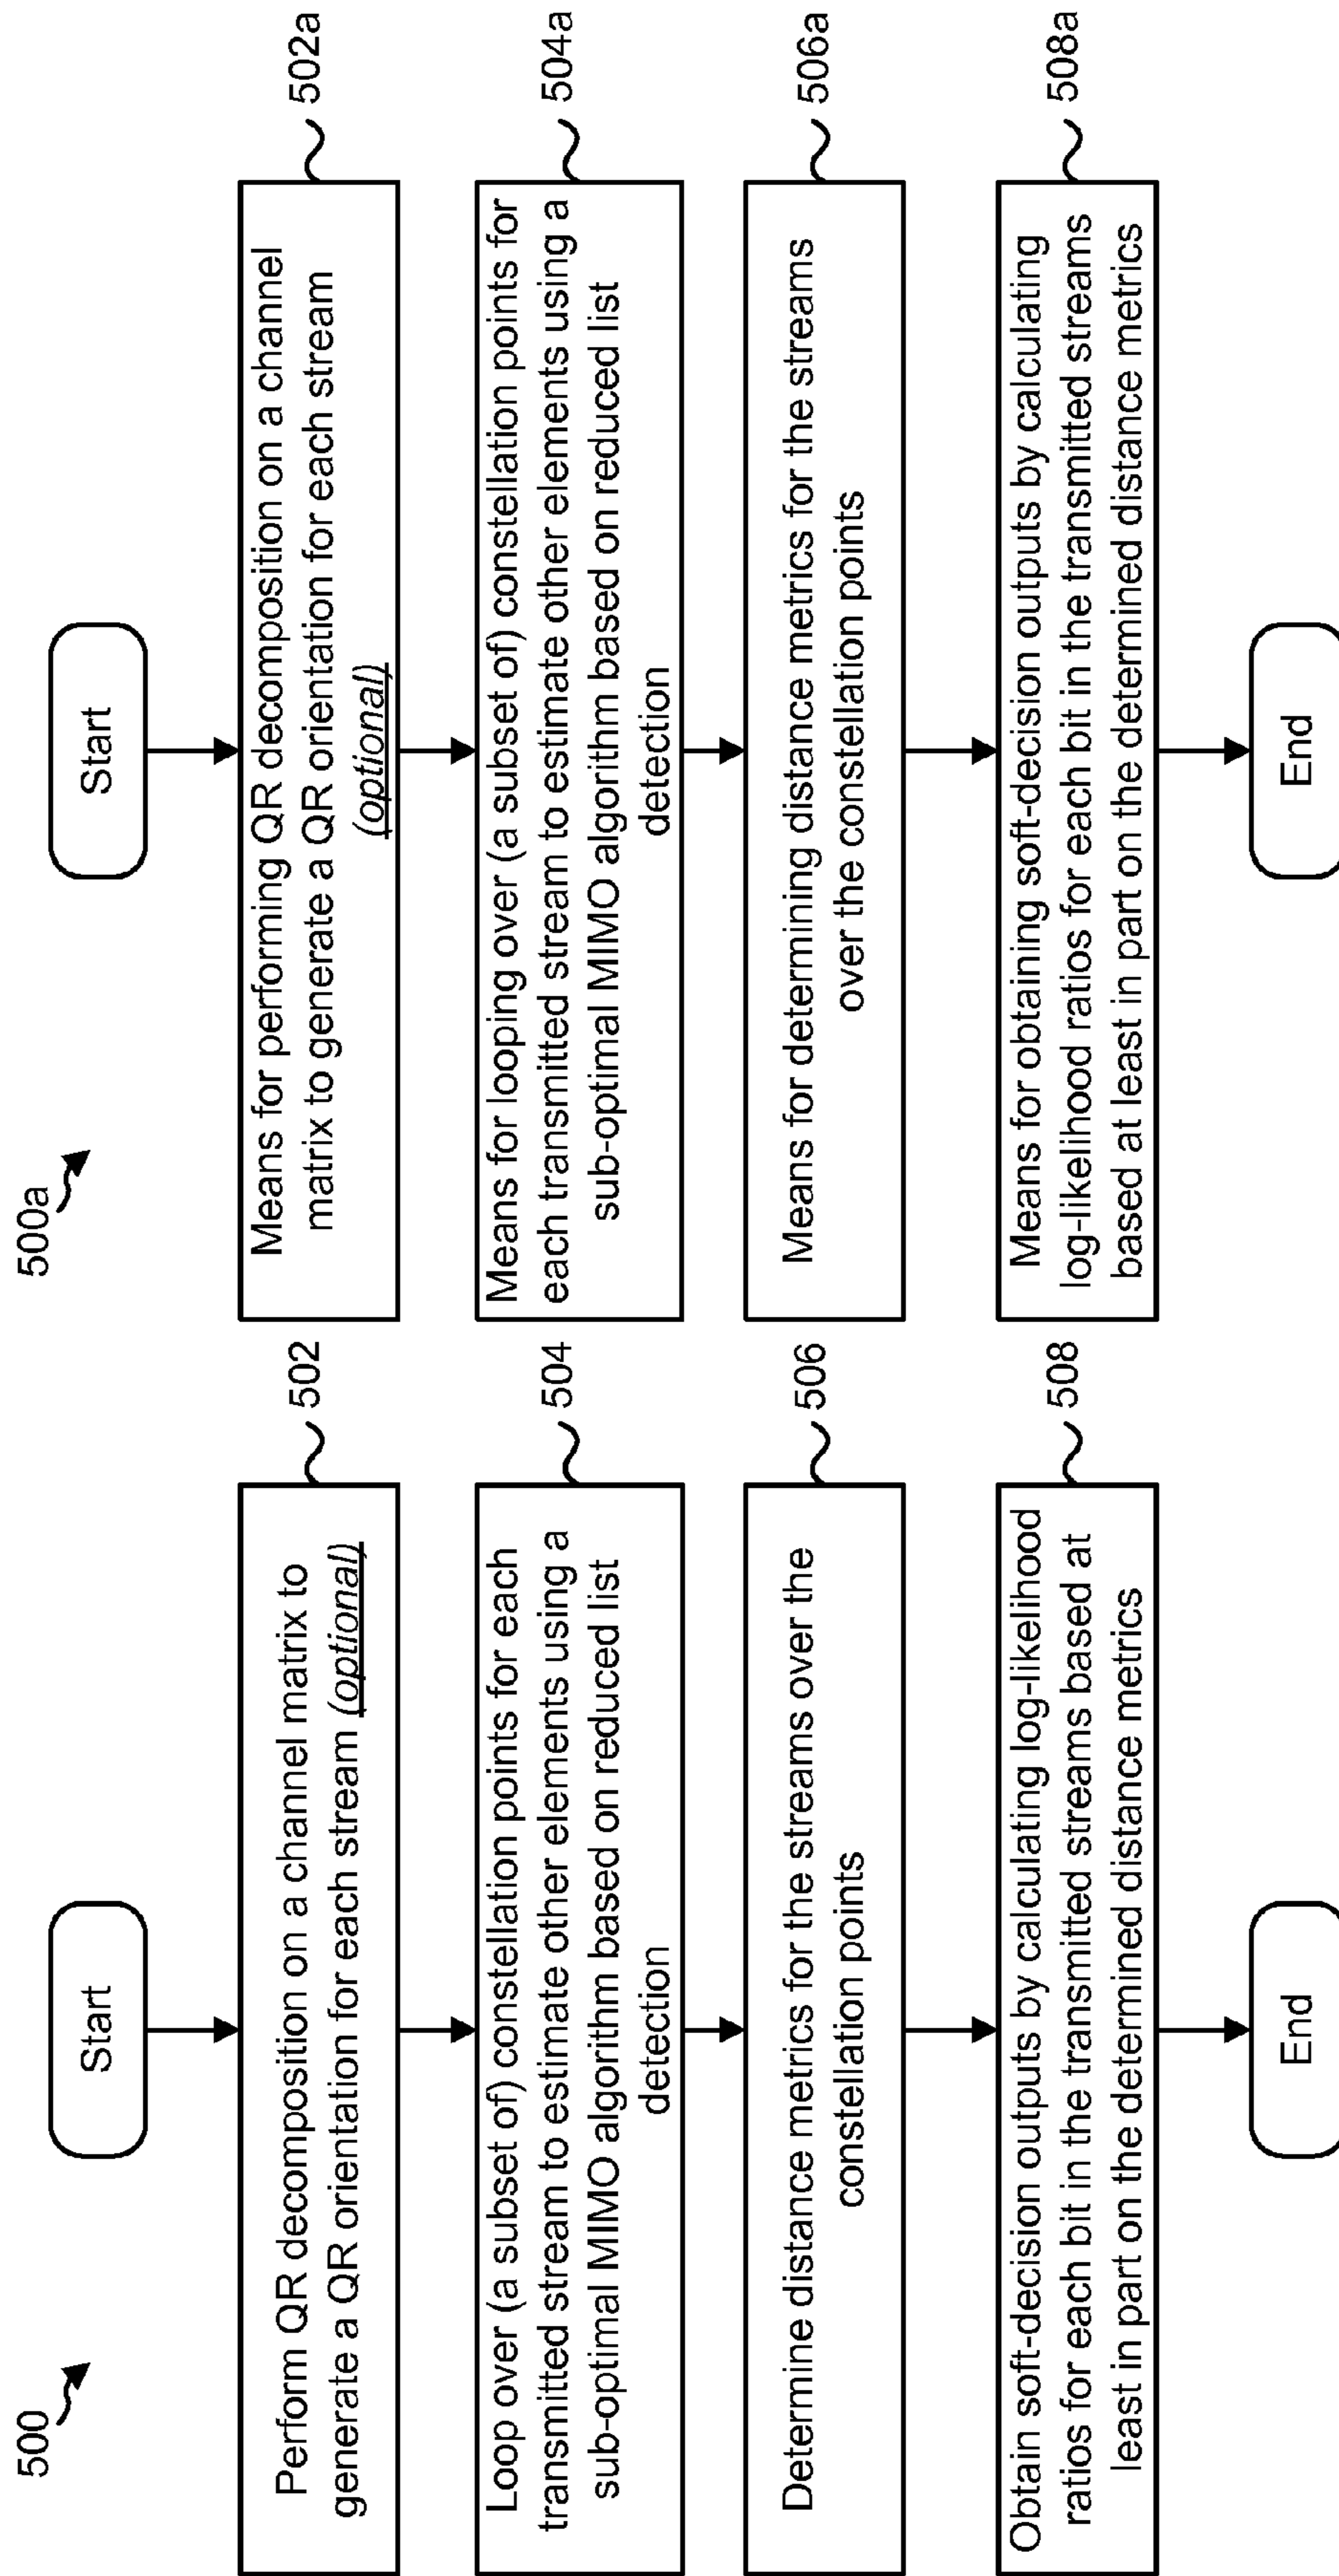 500
Start
Perform QR decomposition on a channel matrix to
generate a QR orientation for each stream (optional)
502
Loop over (a subset of) constellation points for each
transmitted stream to estimate other elements using a
sub-optimal MIMO algorithm based on reduced list
detection
504
Determine distance metrics for the streams over the
constellation points
506
Obtain soft-decision outputs by calculating log-likelihood
ratios for each bit in the transmitted streams based at
least in part on the determined distance metrics
508
End
500a
Start
Means for performing QR decomposition on a channel
matrix to generate a QR orientation for each stream
(optional)
502a
Means for looping over (a subset of) constellation points for
each transmitted stream to estimate other elements using a
sub-optimal MIMO algorithm based on reduced list
detection
504a
Means for determining distance metrics for the streams
over the constellation points
506a
Means for obtaining soft-decision outputs by calculating
log-likelihood ratios for each bit in the transmitted streams
based at least in part on the determined distance metrics
508a
End